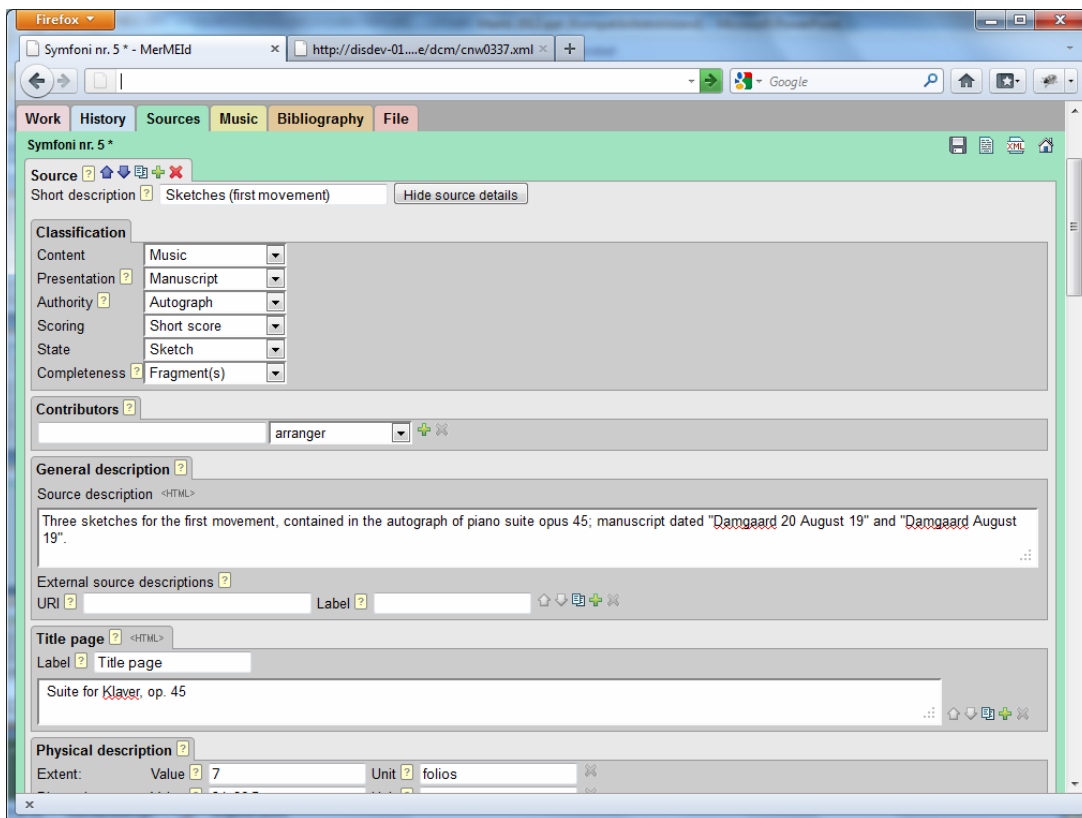 Firefox
Symfoni nr. 5 * - MerMEId
http://disdev-01....e/dcm/cnw0337.xml
Google
Work History Sources Music Bibliography File
Symfoni nr. 5 *
XML
Source ?
Short description ? Sketches (first movement) Hide source details
Classification
Content Music
Presentation ? Manuscript
Authority ? Autograph
Scoring Short score
State Sketch
Completeness ? Fragment(s)
Contributors ?
arranger
General description ?
Source description <HTML>
Three sketches for the first movement, contained in the autograph of piano suite opus 45; manuscript dated "Damgaard 20 August 19" and "Damgaard August
19".
External source descriptions ?
URI ? Label ?
Title page ? <HTML>
Label ? Title page
Suite for Klaver, op. 45
Physical description ?
Extent: Value ? 7 Unit ? folios